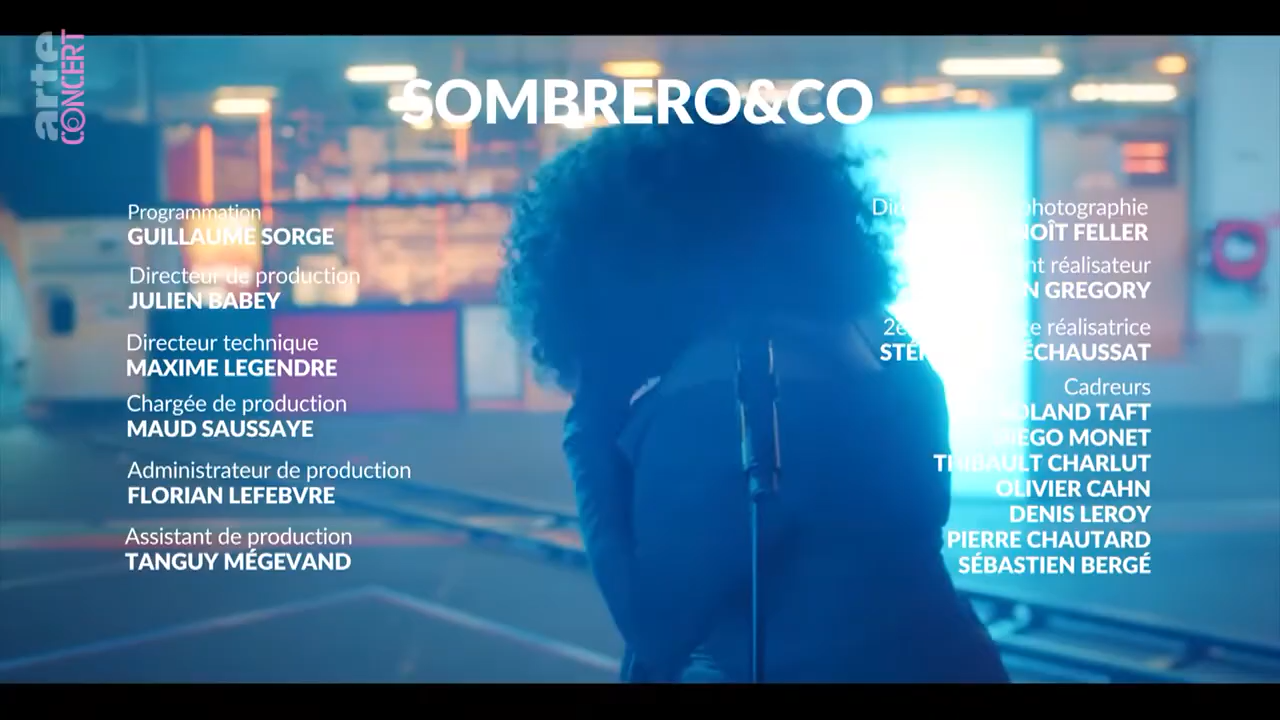 arte
CONCERT
SOMBRERO&CO
Programmation
GUILLAUME SORGE
Directeur de production
JULIEN BABEY
Directeur technique
MAXIME LEGENDRE
Chargée de production
MAUD SAUSSAYE
Administrateur de production
FLORIAN LEFEBVRE
Assistant de production
TANGUY MÉGEVAND
photographie
FELLER
réalisateur
GREGORY
réalisatrice
Cadreurs
TAFT
MONET
THIBAULT CHARLUT
OLIVIER CAHN
DENIS LEROY
PIERRE CHAUTARD
SÉBASTIEN BERGÉ